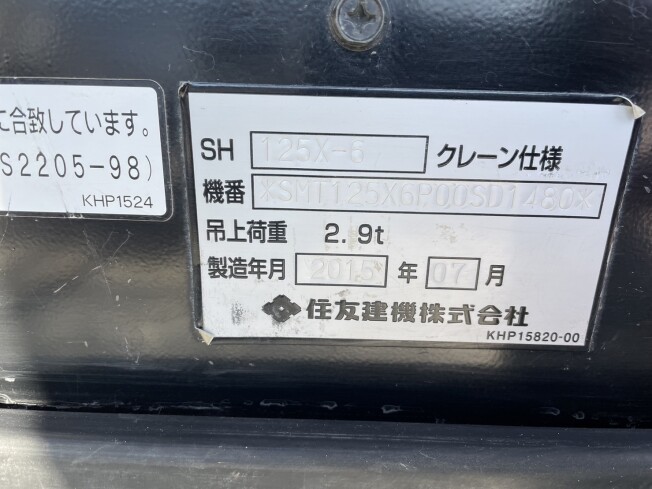 に合致しています。
S2205-98)
KHP1524
SH 125X-6 クレーン仕様
機番 *SMT125X6P00SD1480*
吊上荷重 2.9t
製造年月 2015 年 07 月
住友建機株式会社
KHP15820-00